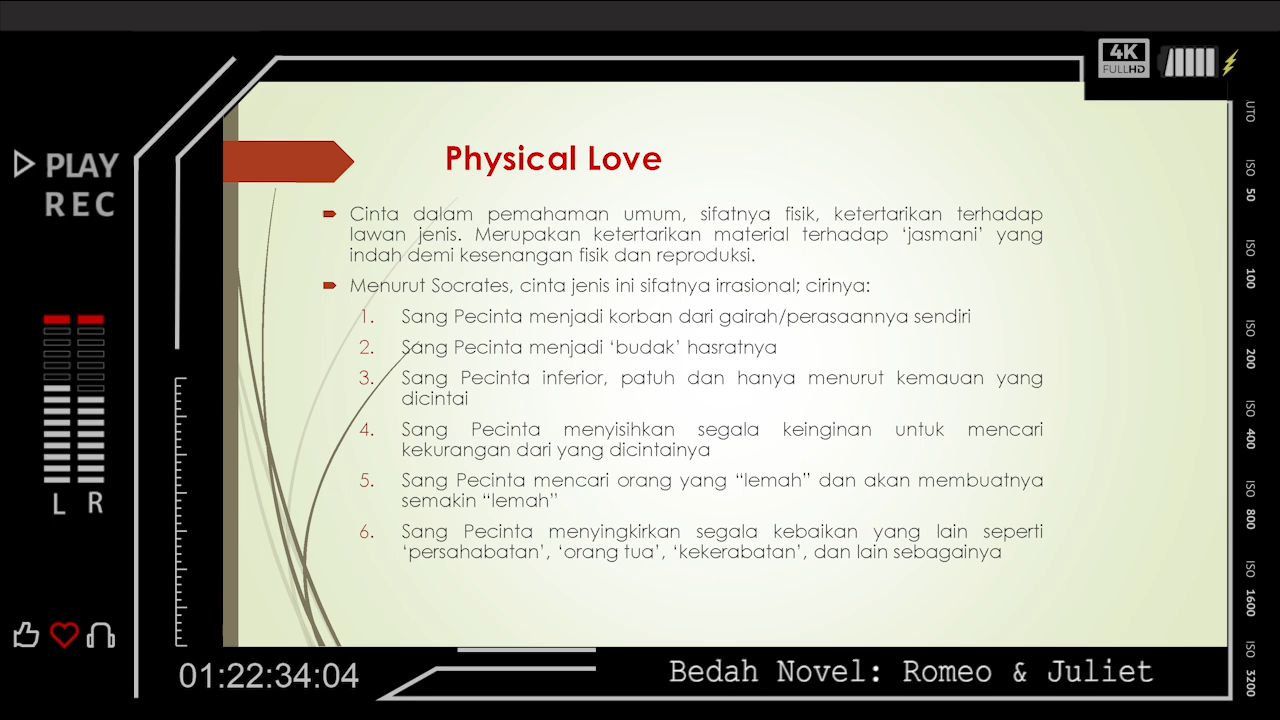 4K
FULLHD
PLAY
REC
UTO
ISO 50
ISO 100
ISO 200
ISO 400
ISO 800
ISO 1600
ISO 3200
L R
Physical Love
Cinta dalam pemahaman umum, sifatnya fisik, ketertarikan terhadap
lawan jenis. Merupakan ketertarikan material terhadap ‘jasmani’ yang
indah demi kesenangan fisik dan reproduksi.
Menurut Socrates, cinta jenis ini sifatnya irrasional; cirinya:
1. Sang Pecinta menjadi korban dari gairah/perasaannya sendiri
2. Sang Pecinta menjadi ‘budak’ hasratnya
3. Sang Pecinta inferior, patuh dan hanya menurut kemauan yang
dicintai
4. Sang Pecinta menyisihkan segala keinginan untuk mencari
kekurangan dari yang dicintainya
5. Sang Pecinta mencari orang yang “lemah” dan akan membuatnya
semakin “lemah”
6. Sang Pecinta menyingkirkan segala kebaikan yang lain seperti
‘persahabatan’, ‘orang tua’, ‘kekerabatan’, dan lain sebagainya
01:22:34:04
Bedah Novel: Romeo & Juliet